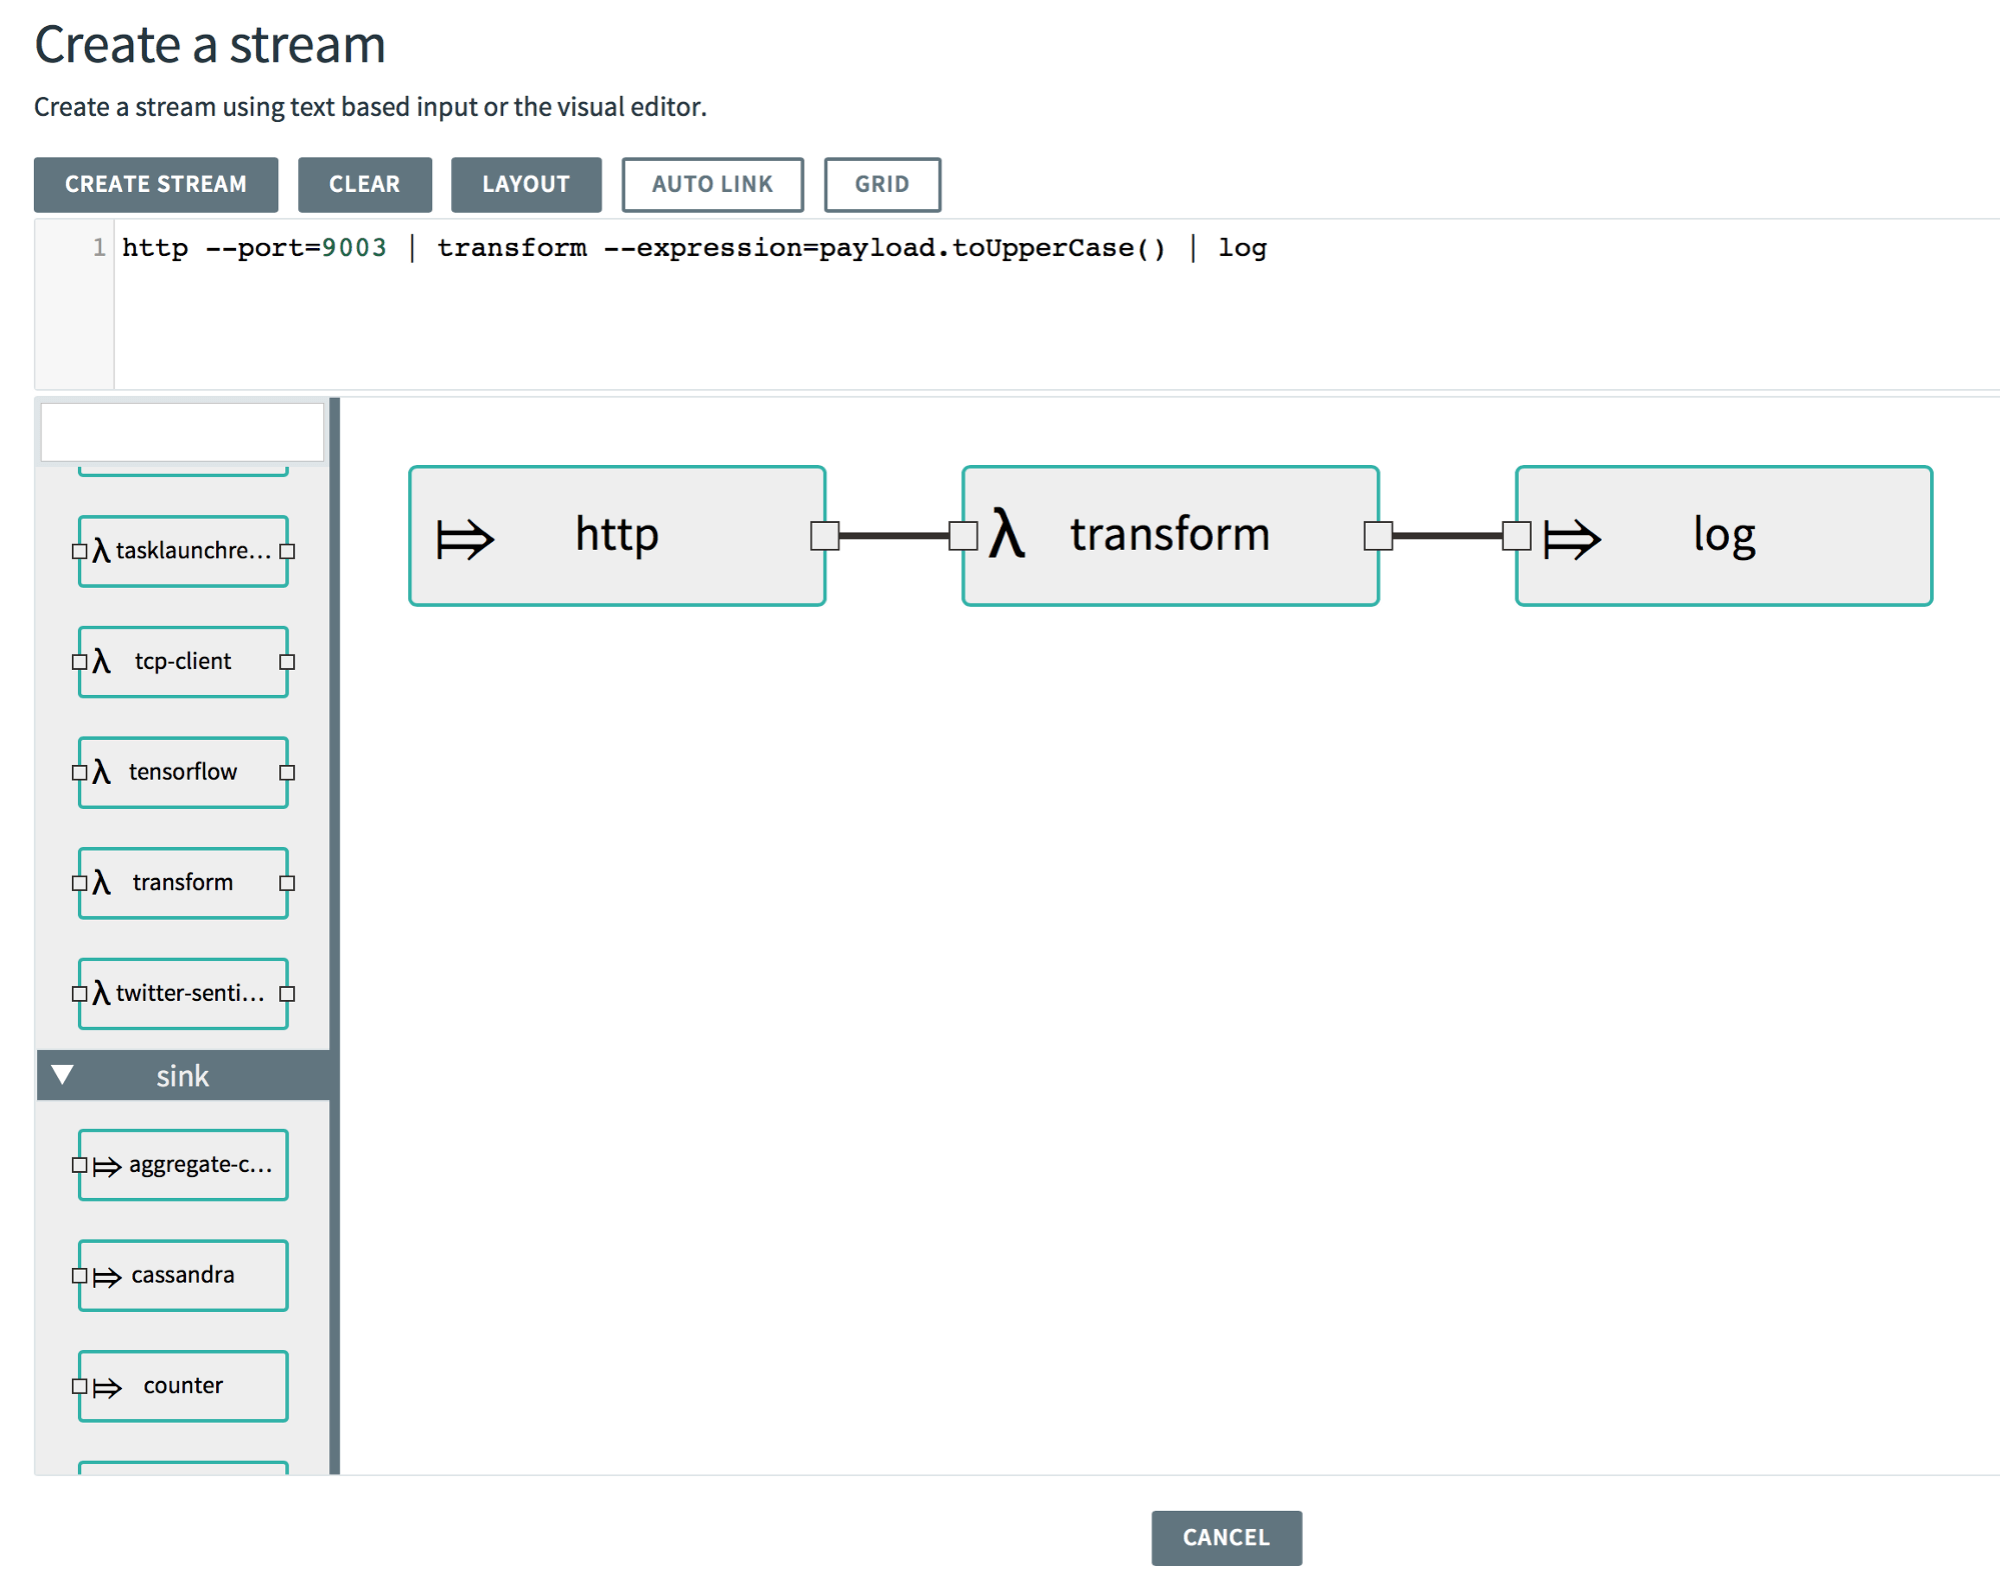 Create a stream
Create a stream using text based input or the visual editor.
CREATE STREAM CLEAR LAYOUT AUTO LINK GRID
1 http --port=9003 | transform --expression=payload.toUpperCase() | log
http transform log
λ tasklaunchre...
λ tcp-client
λ tensorflow
λ transform
λ twitter-senti...
sink
aggregate-c...
cassandra
counter
CANCEL